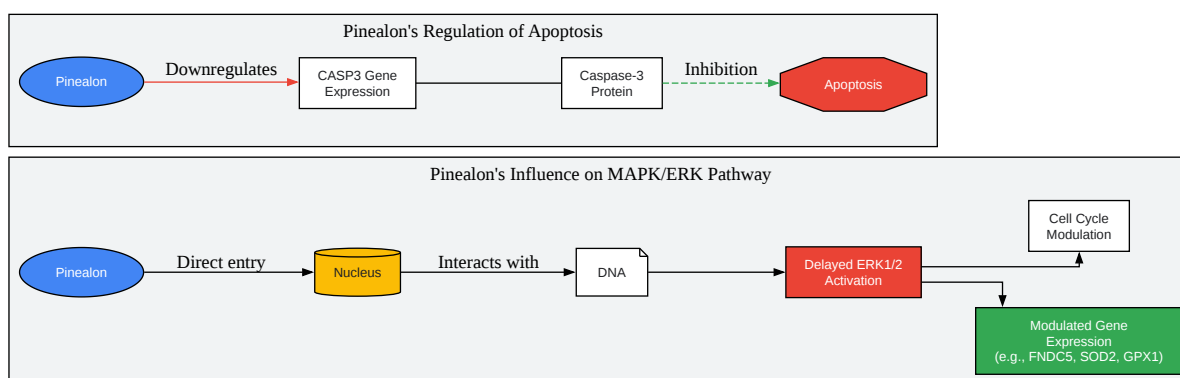 Pinealon's Regulation of Apoptosis
Pinealon
Downregulates
CASP3 Gene
Expression
Caspase-3
Protein
Inhibition
Apoptosis
Pinealon's Influence on MAPK/ERK Pathway
Pinealon
Direct entry
Nucleus
Interacts with
DNA
Delayed ERK1/2
Activation
Cell Cycle
Modulation
Modulated Gene
Expression
(e.g., FNDC5, SOD2, GPX1)